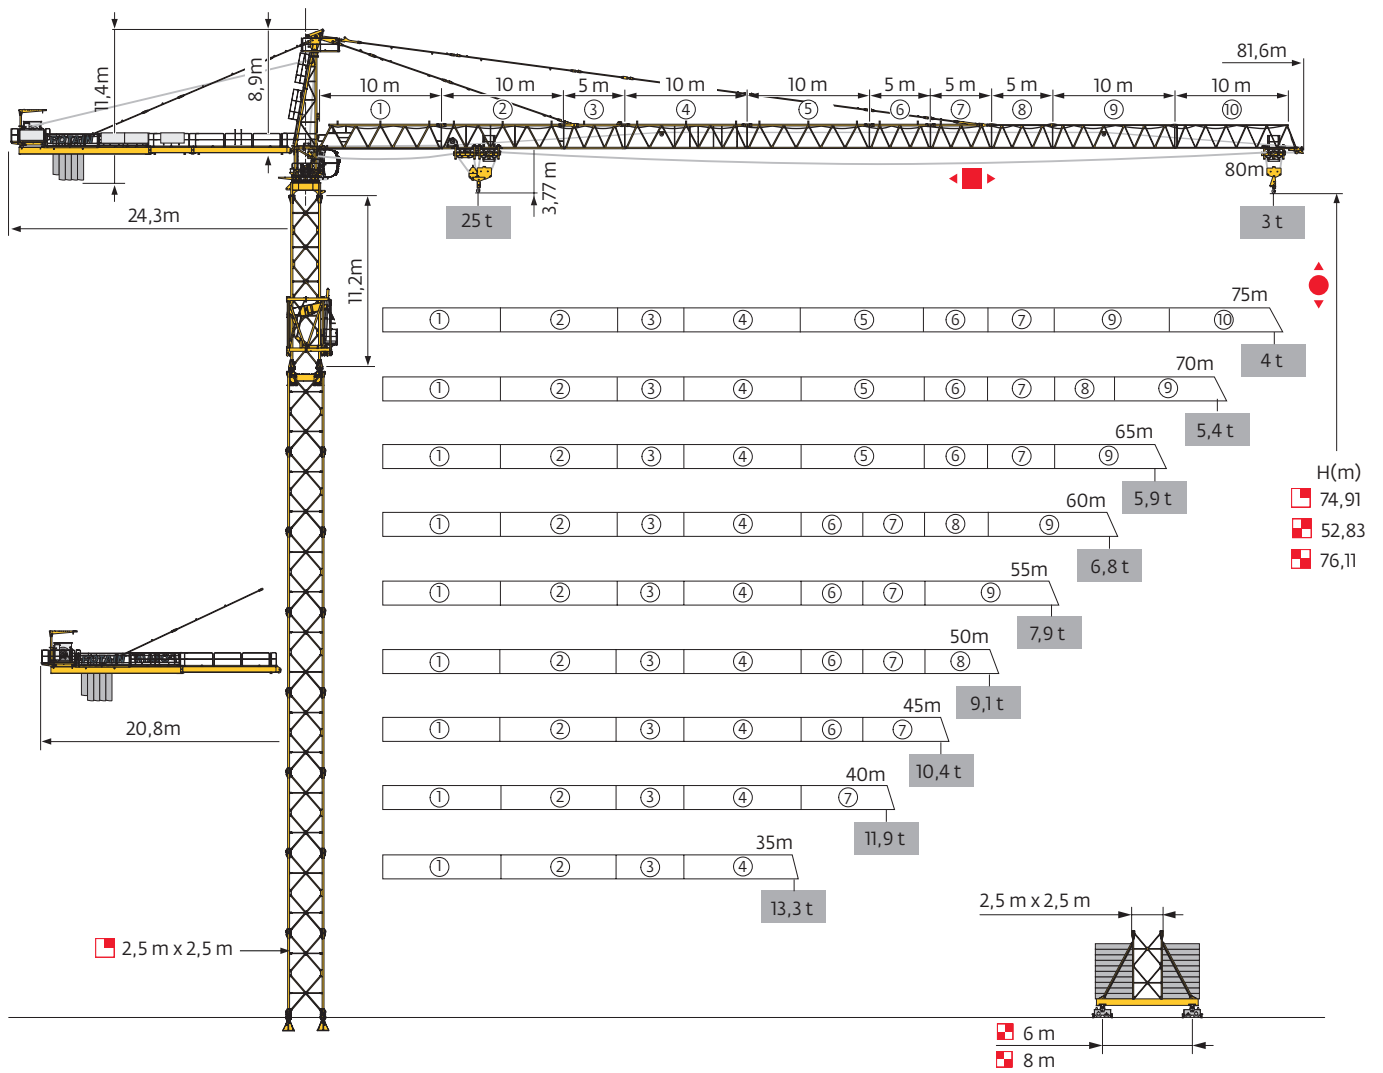 81,6m
11,4m
8,9m
10 m 10 m 5 m 10 m 10 m 5 m 5 m 5 m 10 m 10 m
1 2 3 4 5 6 7 8 9 10
3,77 m
80m
24,3m
25 t
3 t
11,2m
75m
1 2 3 4 5 6 7 9 10
4 t
70m
1 2 3 4 5 6 7 8 9
5,4 t
65m
1 2 3 4 5 6 7 9
5,9 t
H(m)
74,91
52,83
76,11
60m
1 2 3 4 6 7 8 9
6,8 t
55m
1 2 3 4 6 7 9
7,9 t
50m
1 2 3 4 6 7 8
9,1 t
20,8m
45m
1 2 3 4 6 7
10,4 t
40m
1 2 3 4 7
11,9 t
35m
1 2 3 4
13,3 t
2,5 m x 2,5 m
2,5 m x 2,5 m
6 m
8 m